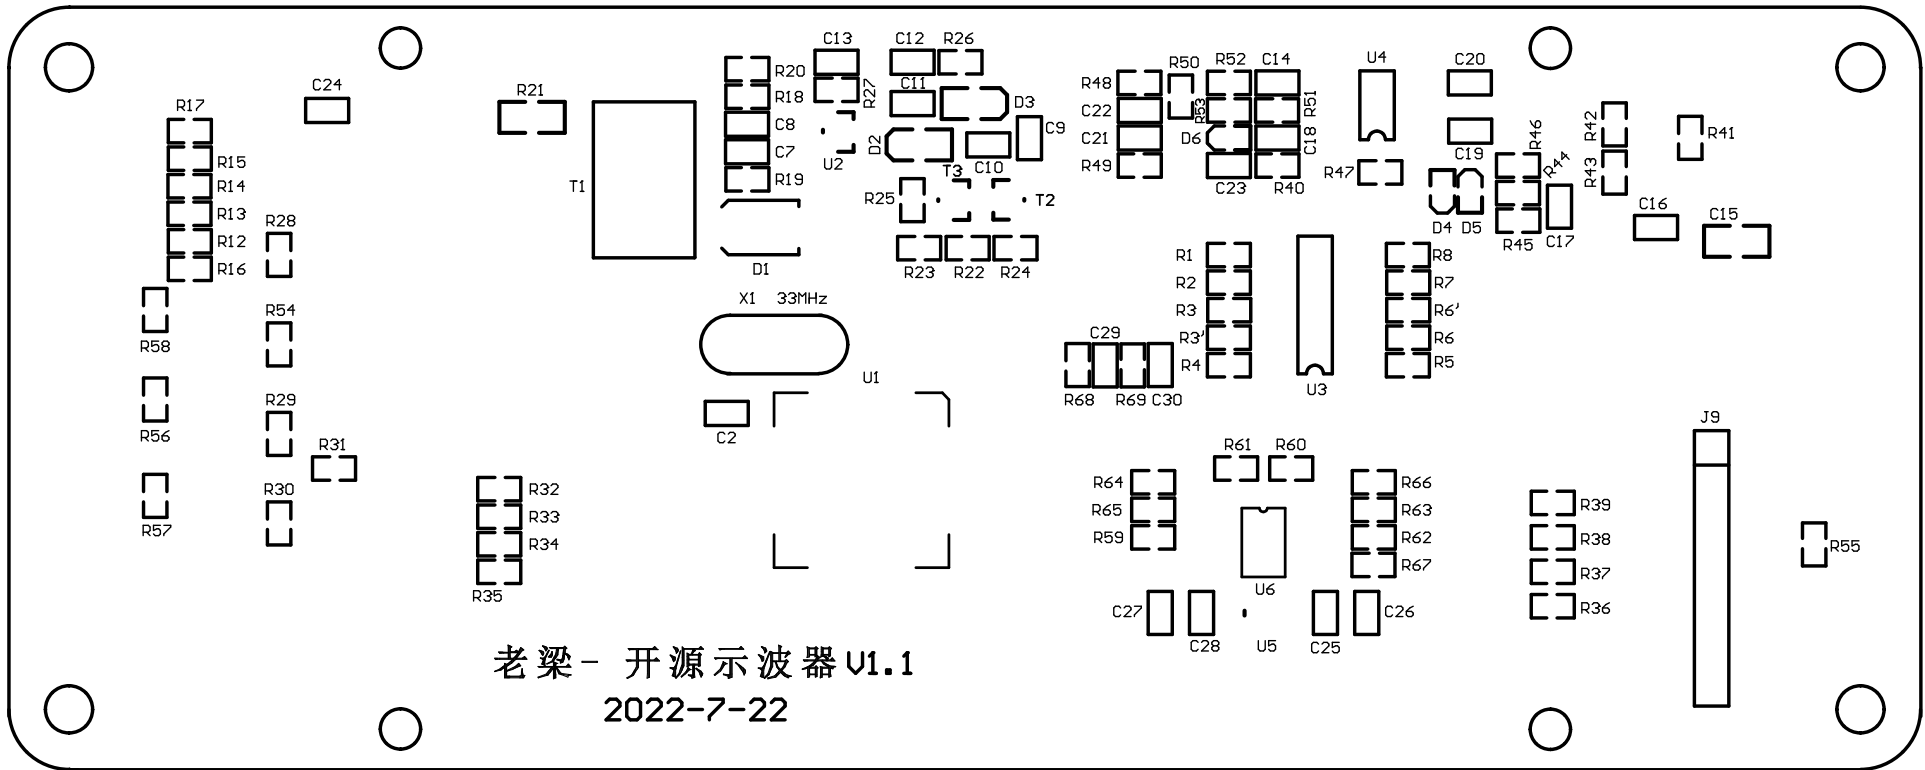 C13
C12
R26
R20
R27
R18
C11
D3
C8
C9
U2
D2
C7
C10
R19
T3
T2
R25
T1
R21
C24
R17
R15
R14
R13
R12
R16
R28
D1
R23
R22
R24
X1 33MHz
R54
R58
R29
R56
R31
R30
R57
U1
C2
R32
R33
R34
R35
R50
R52
C14
R48
C22
R53
R51
C21
D6
C18
R49
C23
R40
U4
C20
R47
C19
R46
R44
R42
R43
R41
D4
D5
R45
C17
C16
C15
R1
R2
R3
R3'
R4
R8
R7
R6'
R6
R5
U3
C29
R68
R69
C30
J9
R61
R60
R64
R65
R59
R66
R63
R62
R67
U6
C27
C28
U5
C25
C26
R39
R38
R37
R36
R55
老梁- 开源示波器V1.1
2022-7-22